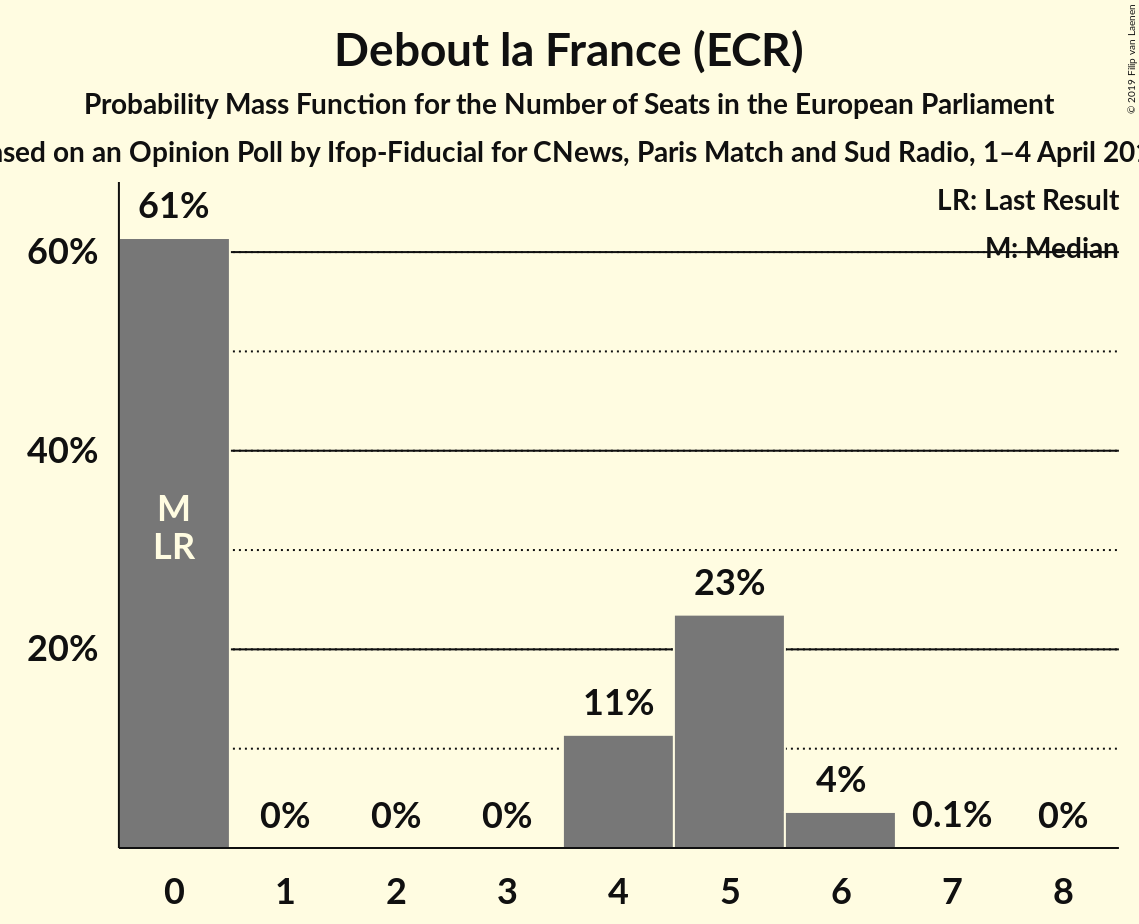 Debout la France (ECR)
Probability Mass Function for the Number of Seats in the European Parliament
on an Opinion Poll by Ifop-Fiducial for CNews, Paris Match and Sud Radio, 1–4 April
© 2019 Filip van Laenen
LR: Last Result
M: Median
61%
60%
40%
20%
M
LR
0%
0%
0%
11%
23%
4%
0.1%
0%
0 1 2 3 4 5 6 7 8